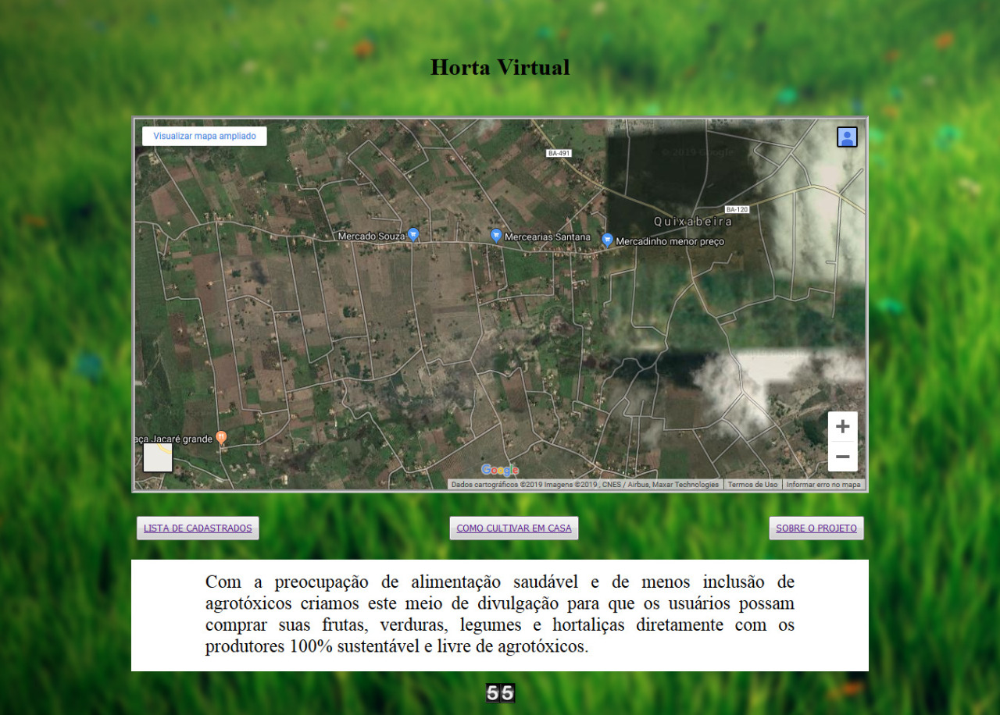 Horta Virtual
Visualizar mapa ampliado
BA-491
© 2019 Google
BA-120
Quixabeira
Mercado Souza
Mercearias Santana
Mercadinho menor preço
aça Jacaré grande
Google
Dados cartográficos ©2019 Imagens ©2019 , CNES / Airbus, Maxar Technologies
Termos de Uso
Informar erro no mapa
LISTA DE CADASTRADOS
COMO CULTIVAR EM CASA
SOBRE O PROJETO
Com a preocupação de alimentação saudável e de menos inclusão de
agrotóxicos criamos este meio de divulgação para que os usuários possam
comprar suas frutas, verduras, legumes e hortaliças diretamente com os
produtores 100% sustentável e livre de agrotóxicos.
55